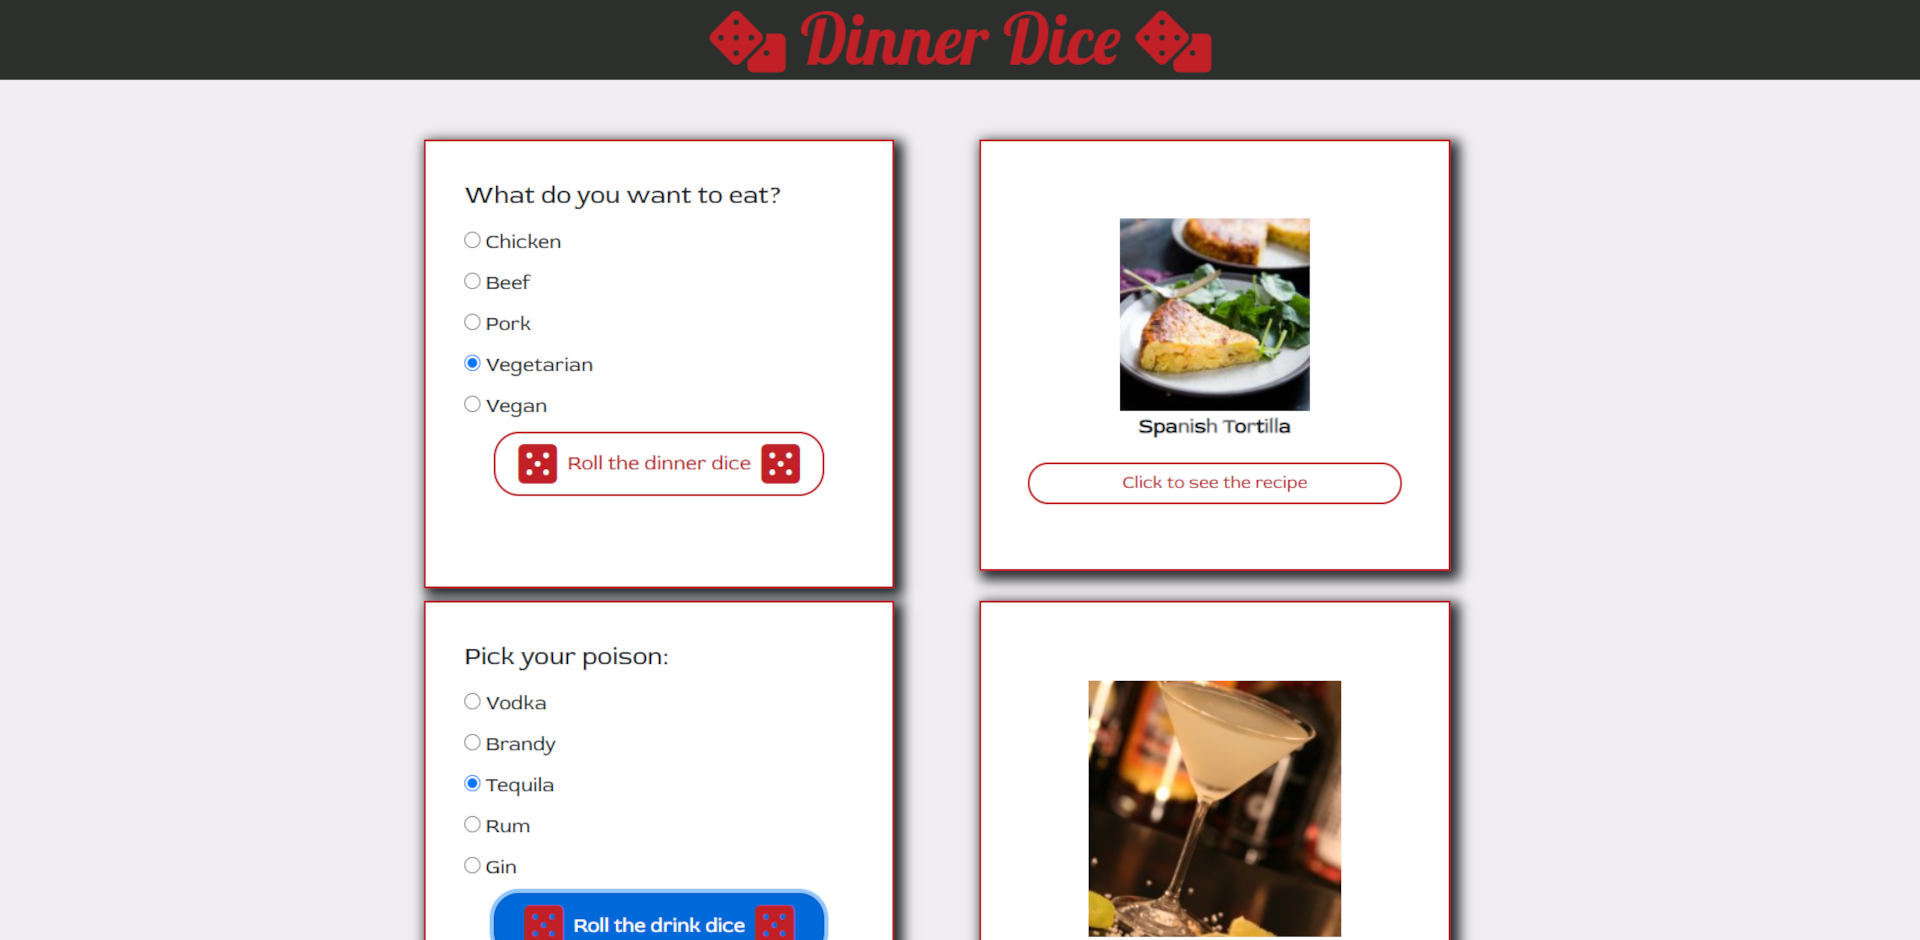 Dinner Dice
What do you want to eat?
Chicken
Beef
Pork
Vegetarian
Vegan
Roll the dinner dice
Spanish Tortilla
Click to see the recipe
Pick your poison:
Vodka
Brandy
Tequila
Rum
Gin
Roll the drink dice